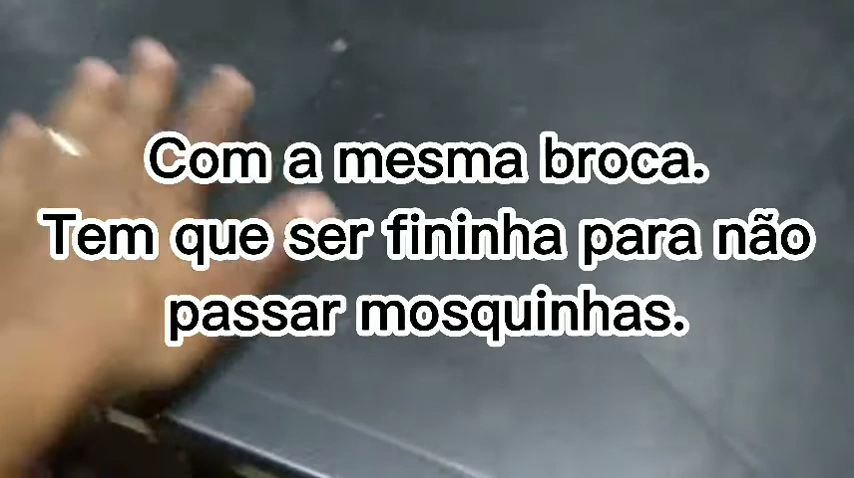 Com a mesma broca.
Tem que ser fininha para não
passar mosquinhas.